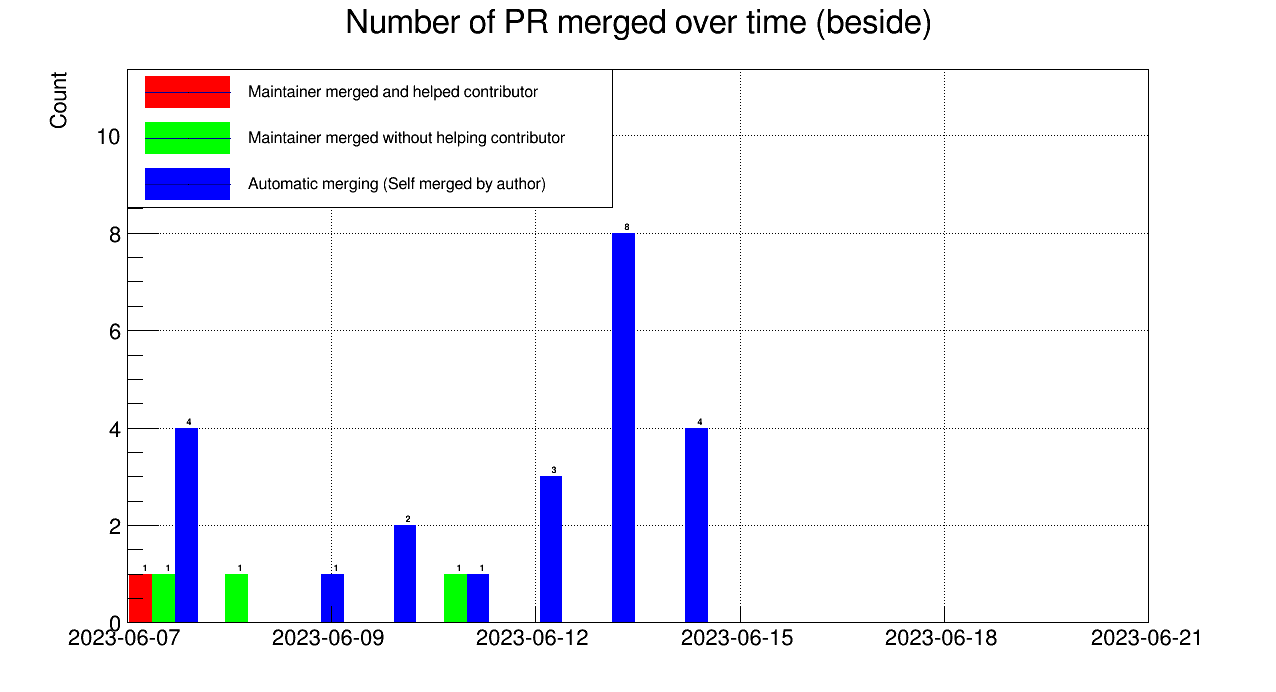 Number of PR merged over time (beside)
Count
Maintainer merged and helped contributor
Maintainer merged without helping contributor
Automatic merging (Self merged by author)
10
8
6
4
2
0
8
4
4
3
2
1 1 1 1 1 1
2023-06-07 2023-06-09 2023-06-12 2023-06-15 2023-06-18 2023-06-21